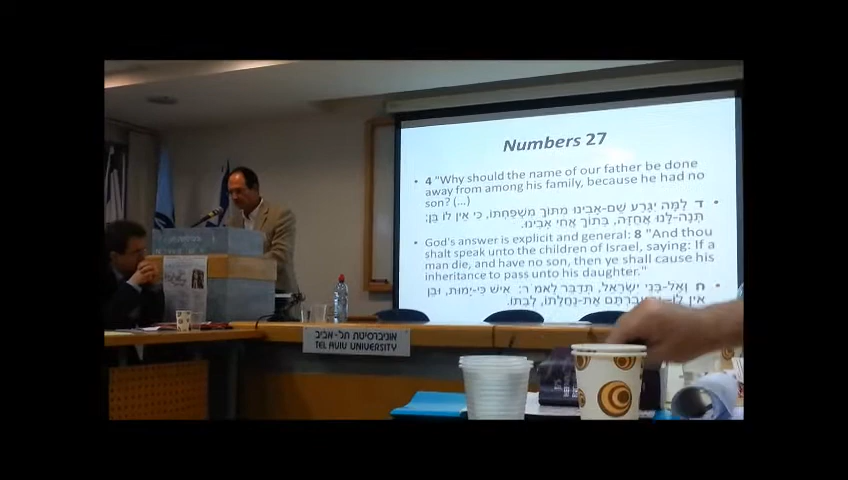 Numbers 27
• 4 "Why should the name of our father be done
away from among his family, because he had no
son? (...)
• ד לָמָּה יִגָּרַע שֵׁם-אָבִינוּ מִתּוֹךְ מִשְׁפַּחְתּוֹ, כִּי אֵין לוֹ בֵּן;
תְּנָה-לָּנוּ אֲחֻזָּה, בְּתוֹךְ אֲחֵי אָבִינוּ.
• God's answer is explicit and general: 8 "And thou
shalt speak unto the children of Israel, saying: If a
man die, and have no son, then ye shall cause his
inheritance to pass unto his daughter."
• ח וְאֶל-בְּנֵי יִשְׂרָאֵל, תְּדַבֵּר לֵאמֹר: אִישׁ כִּי-יָמוּת, וּבֵן
אֵין לוֹ אֶת-נַחֲלָתוֹ, לְבִתּוֹ.
אוניברסיטת תל-אביב
TEL AVIV UNIVERSITY